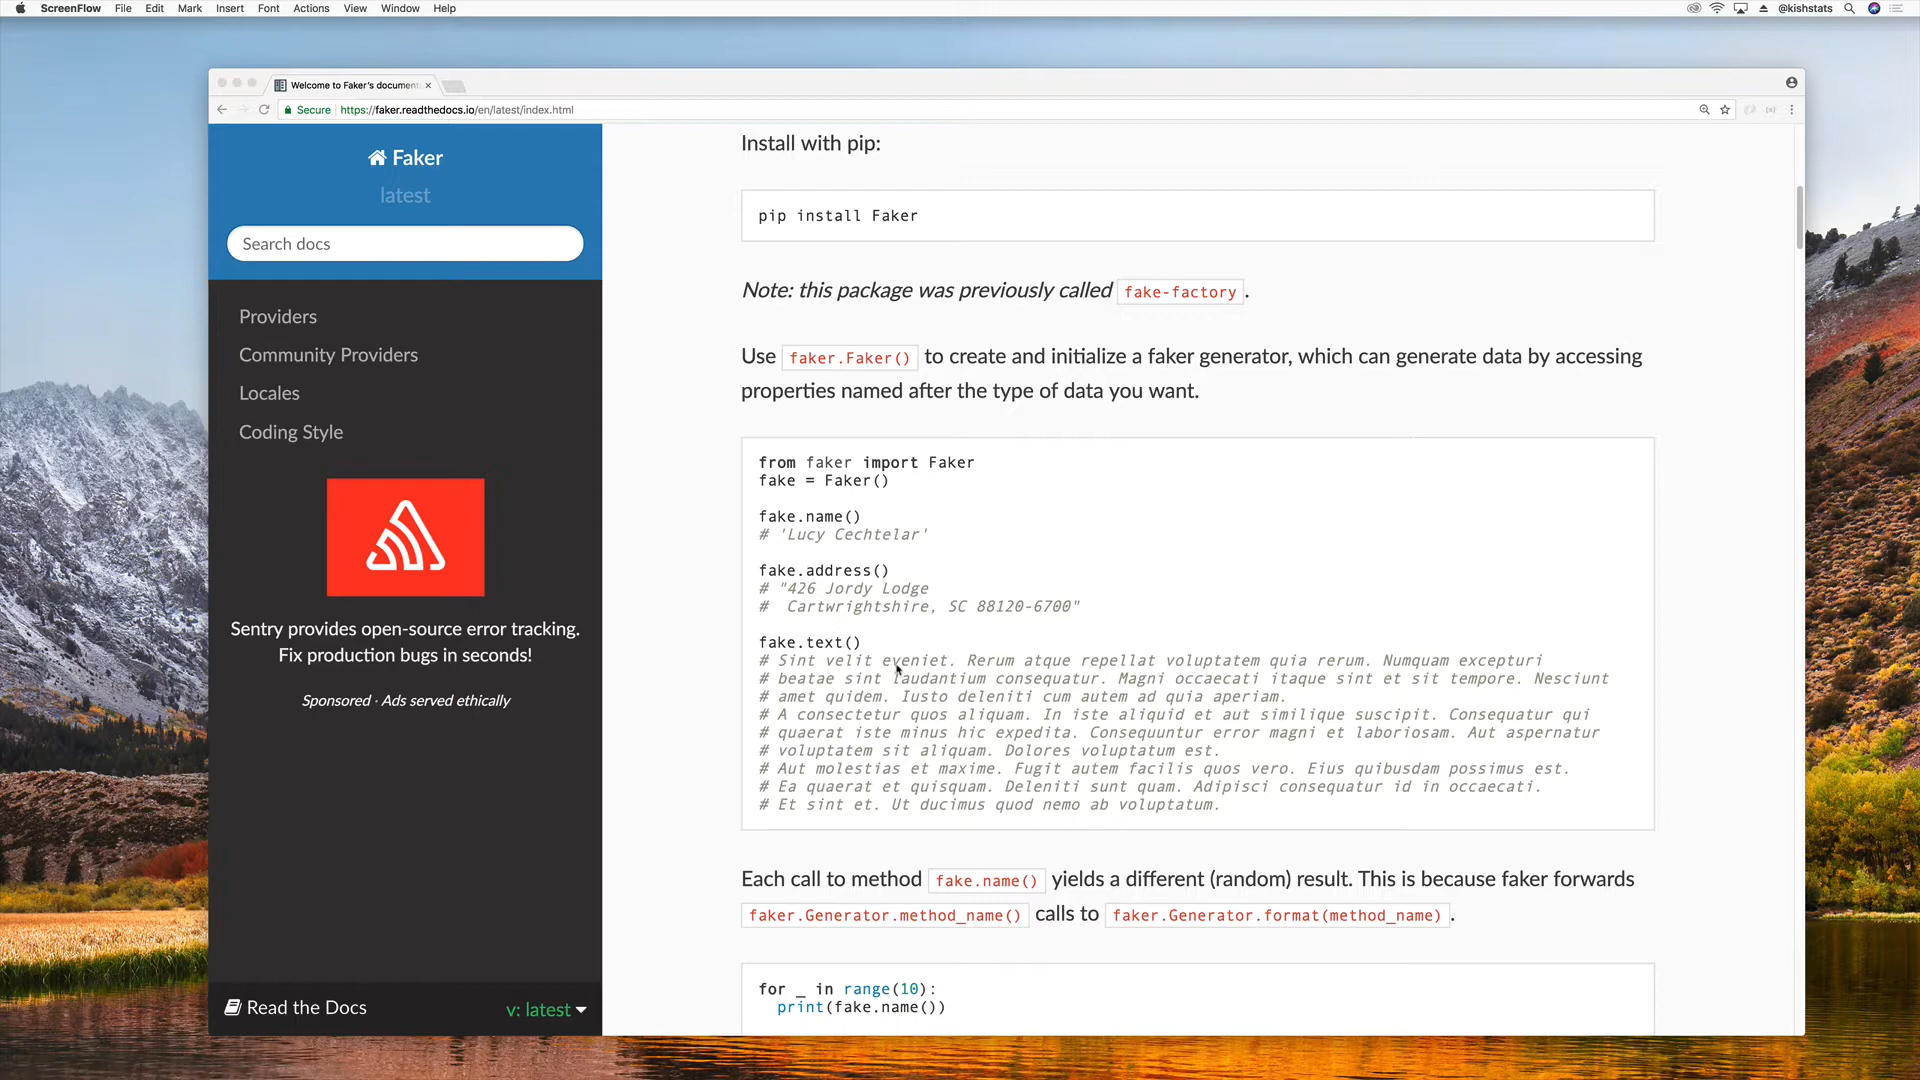 ScreenFlow File Edit Mark Insert Font Actions View Window Help
@kishstats
Welcome to Faker's document
Secure https://faker.readthedocs.io/en/latest/index.html
Faker
latest
Search docs
Providers
Community Providers
Locales
Coding Style
Sentry provides open-source error tracking.
Fix production bugs in seconds!
Sponsored · Ads served ethically
Read the Docs
v: latest
Install with pip:
pip install Faker
Note: this package was previously called fake-factory .
Use faker.Faker() to create and initialize a faker generator, which can generate data by accessing
properties named after the type of data you want.
from faker import Faker
fake = Faker()
fake.name()
# 'Lucy Cechtelar'
fake.address()
# "426 Jordy Lodge
#  Cartwrightshire, SC 88120-6700"
fake.text()
# Sint velit eveniet. Rerum atque repellat voluptatem quia rerum. Numquam excepturi
# beatae sint laudantium consequatur. Magni occaecati itaque sint et sit tempore. Nesciunt
# amet quidem. Iusto deleniti cum autem ad quia aperiam.
# A consectetur quos aliquam. In iste aliquid et aut similique suscipit. Consequatur qui
# quaerat iste minus hic expedita. Consequuntur error magni et laboriosam. Aut aspernatur
# voluptatem sit aliquam. Dolores voluptatum est.
# Aut molestias et maxime. Fugit autem facilis quos vero. Eius quibusdam possimus est.
# Ea quaerat et quisquam. Deleniti sunt quam. Adipisci consequatur id in occaecati.
# Et sint et. Ut ducimus quod nemo ab voluptatum.
Each call to method fake.name() yields a different (random) result. This is because faker forwards
faker.Generator.method_name() calls to faker.Generator.format(method_name) .
for _ in range(10):
  print(fake.name())